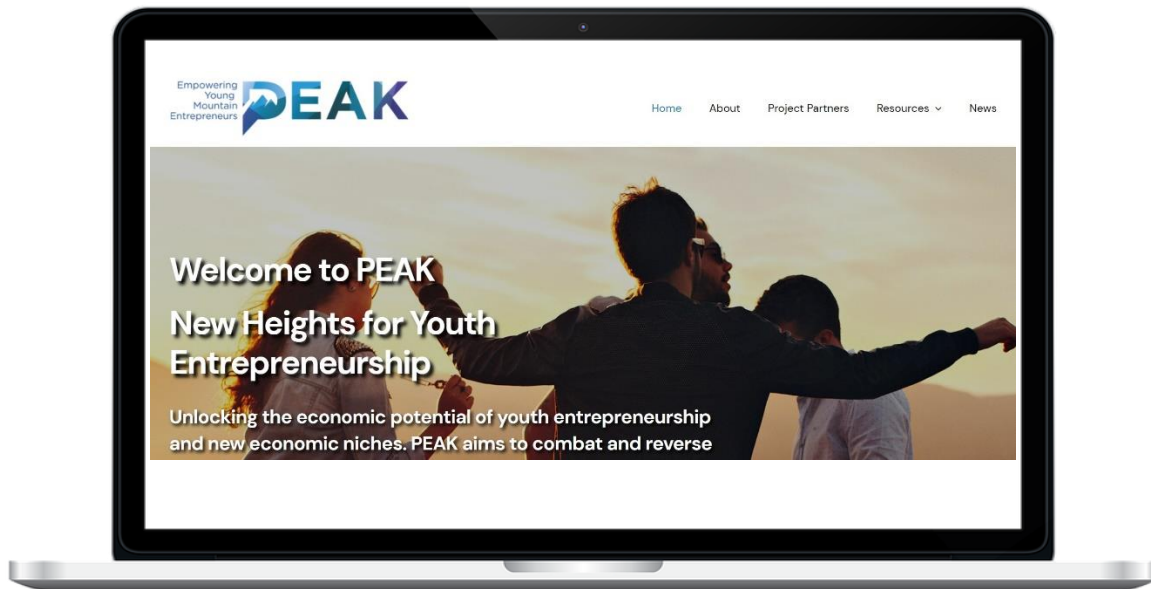 Empowering
Young
Mountain
Entrepreneurs
PEAK
Home About Project Partners Resources News
Welcome to PEAK
New Heights for Youth
Entrepreneurship
Unlocking the economic potential of youth entrepreneurship
and new economic niches. PEAK aims to combat and reverse